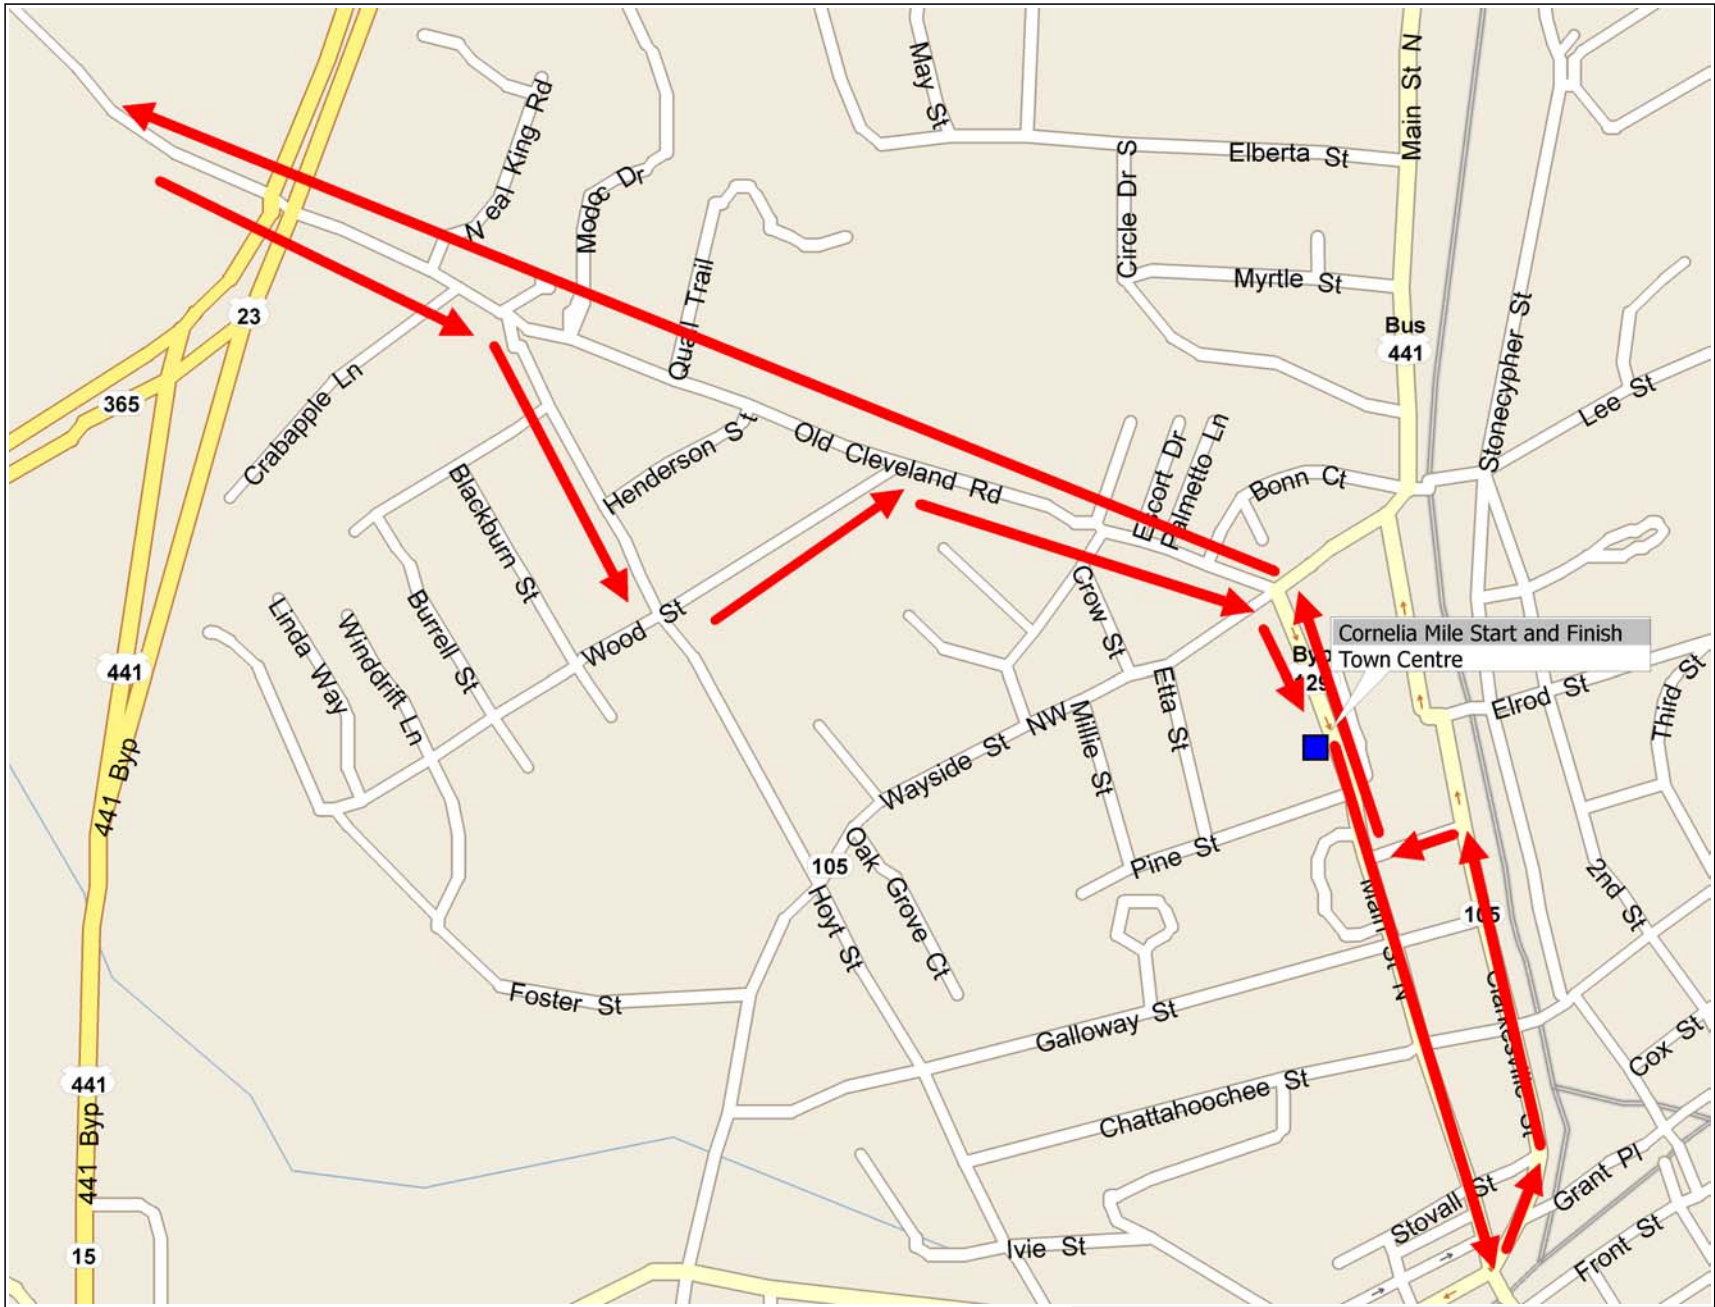 May St
Main St N
Neal King Rd
Elberta St
Modoc Dr
Circle Dr S
Quail Trail
Myrtle St
23
Bus
441
Stonecypher St
365
Crabapple Ln
Lee St
Henderson St
Old Cleveland Rd
Escort Dr
Palmetto Ln
Bonn Ct
Blackburn St
Crow St
Burrell St
Linda Way
Windrift Ln
Wood St
Cornelia Mile Start and Finish
Town Centre
Byp
129
441
Etta St
Elrod St
Third St
Millie St
Wayside St NW
441 Byp
Oak Grove Ct
105
Pine St
Hoyt St
Main St N
105
2nd St
Foster St
Galloway St
Clarkesville St
Cox St
441
Chattahoochee St
441 Byp
Grant Pl
Stovall St
Ivie St
Front St
15